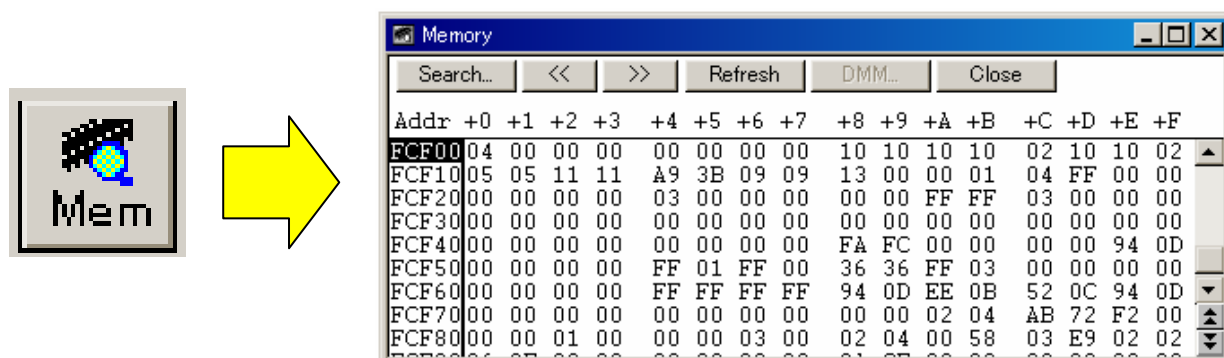 Mem
Memory
Search... << >> Refresh DMM... Close
Addr +0 +1 +2 +3 +4 +5 +6 +7 +8 +9 +A +B +C +D +E +F
FCF00 04 00 00 00 00 00 00 00 10 10 10 10 02 10 10 02
FCF10 05 05 11 11 A9 3B 09 09 13 00 00 01 04 FF 00 00
FCF20 00 00 00 00 03 00 00 00 00 00 FF FF 03 00 00 00
FCF30 00 00 00 00 00 00 00 00 00 00 00 00 00 00 00 00
FCF40 00 00 00 00 00 00 00 00 FA FC 00 00 00 00 94 0D
FCF50 00 00 00 00 FF 01 FF 00 36 36 FF 03 00 00 00 00
FCF60 00 00 00 00 FF FF FF FF 94 0D EE 0B 52 0C 94 0D
FCF70 00 00 00 00 00 00 00 00 00 00 02 04 AB 72 F2 00
FCF80 00 00 01 00 00 00 03 00 02 04 00 58 03 E9 02 02